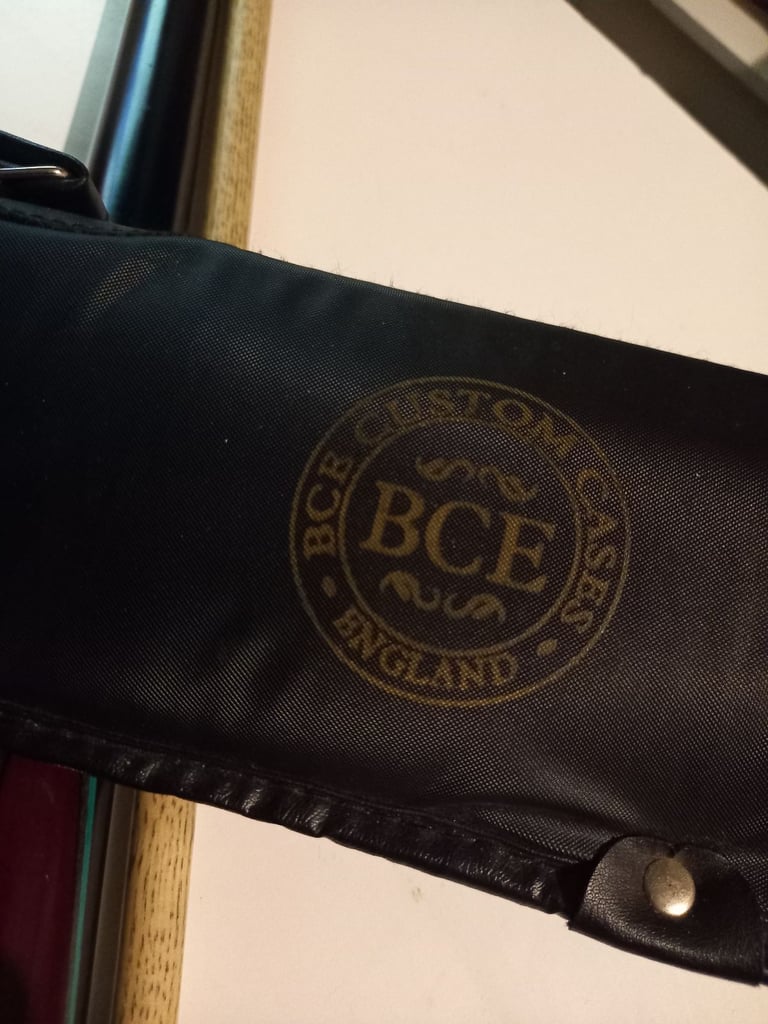 BCE CUSTOM CASES
BCE
• ENGLAND •